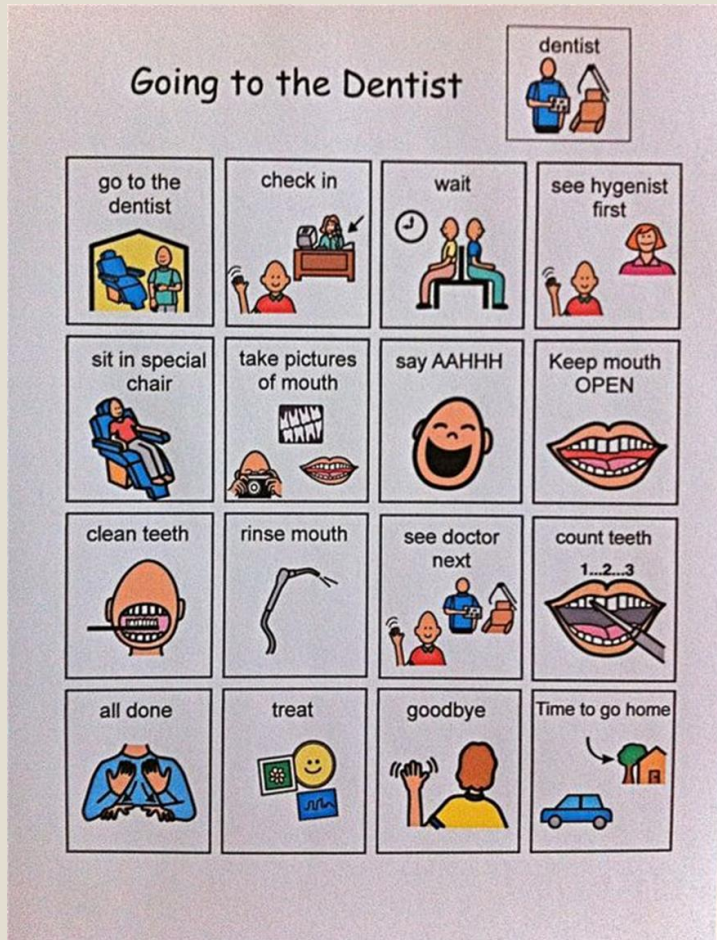 Going to the Dentist
dentist
go to the
dentist
check in
wait
see hygenist
first
sit in special
chair
take pictures
of mouth
say AAHHH
Keep mouth
OPEN
clean teeth
rinse mouth
see doctor
next
count teeth
1...2...3
all done
treat
goodbye
Time to go home